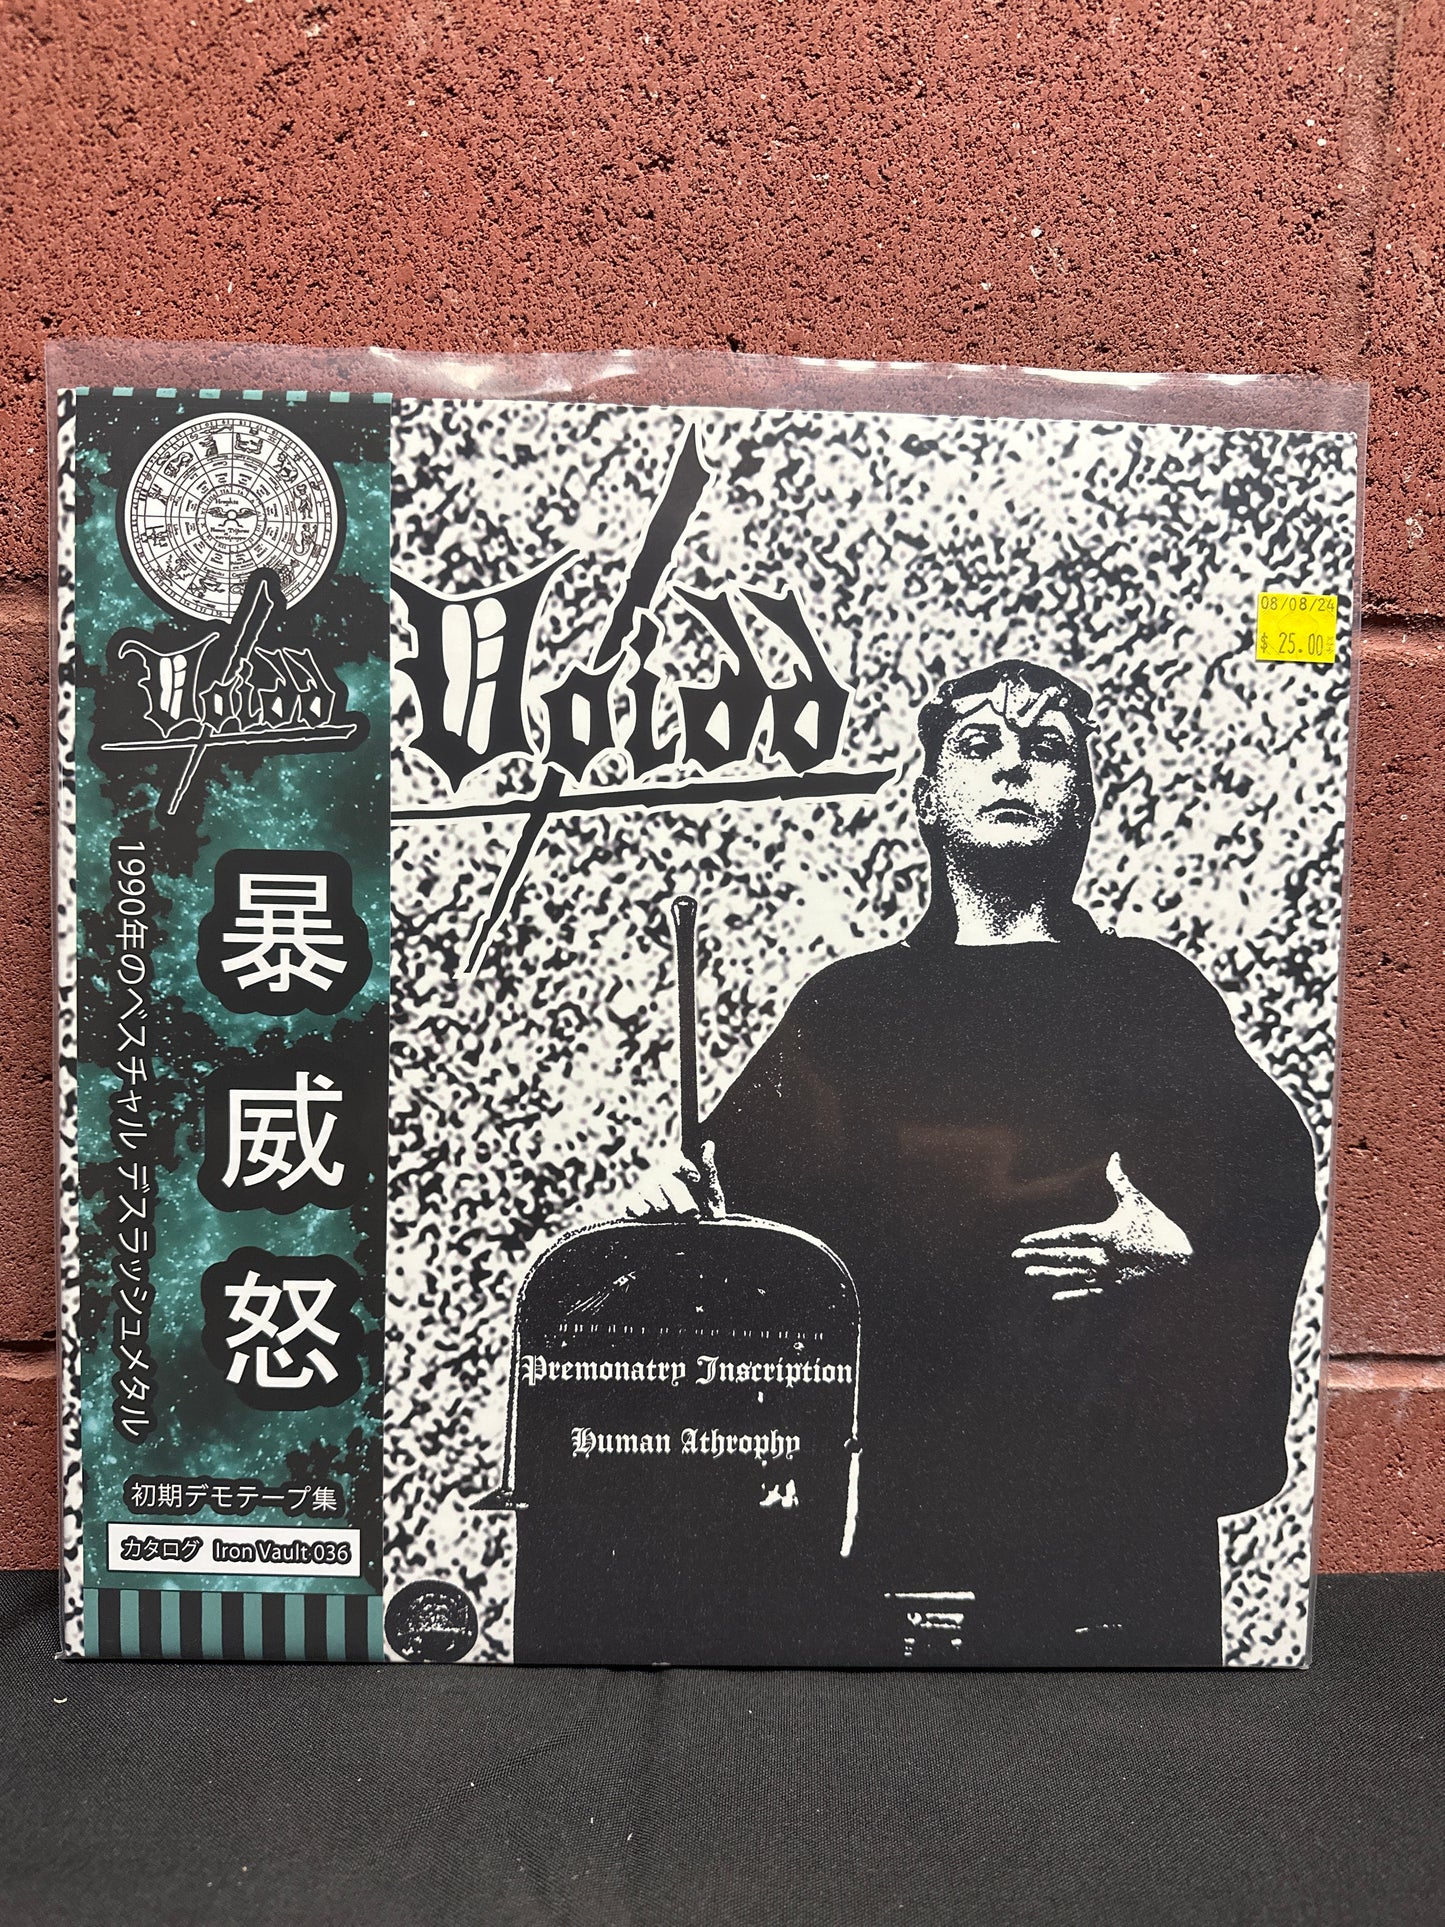 Voidd
1990年のベスチャル デスラッシュメタル
暴威怒
初期デモテープ集
カタログ Iron Vault 036
Voidd
08/08/24
$ 25.00
Premonatry Inscription
Human Athrophy